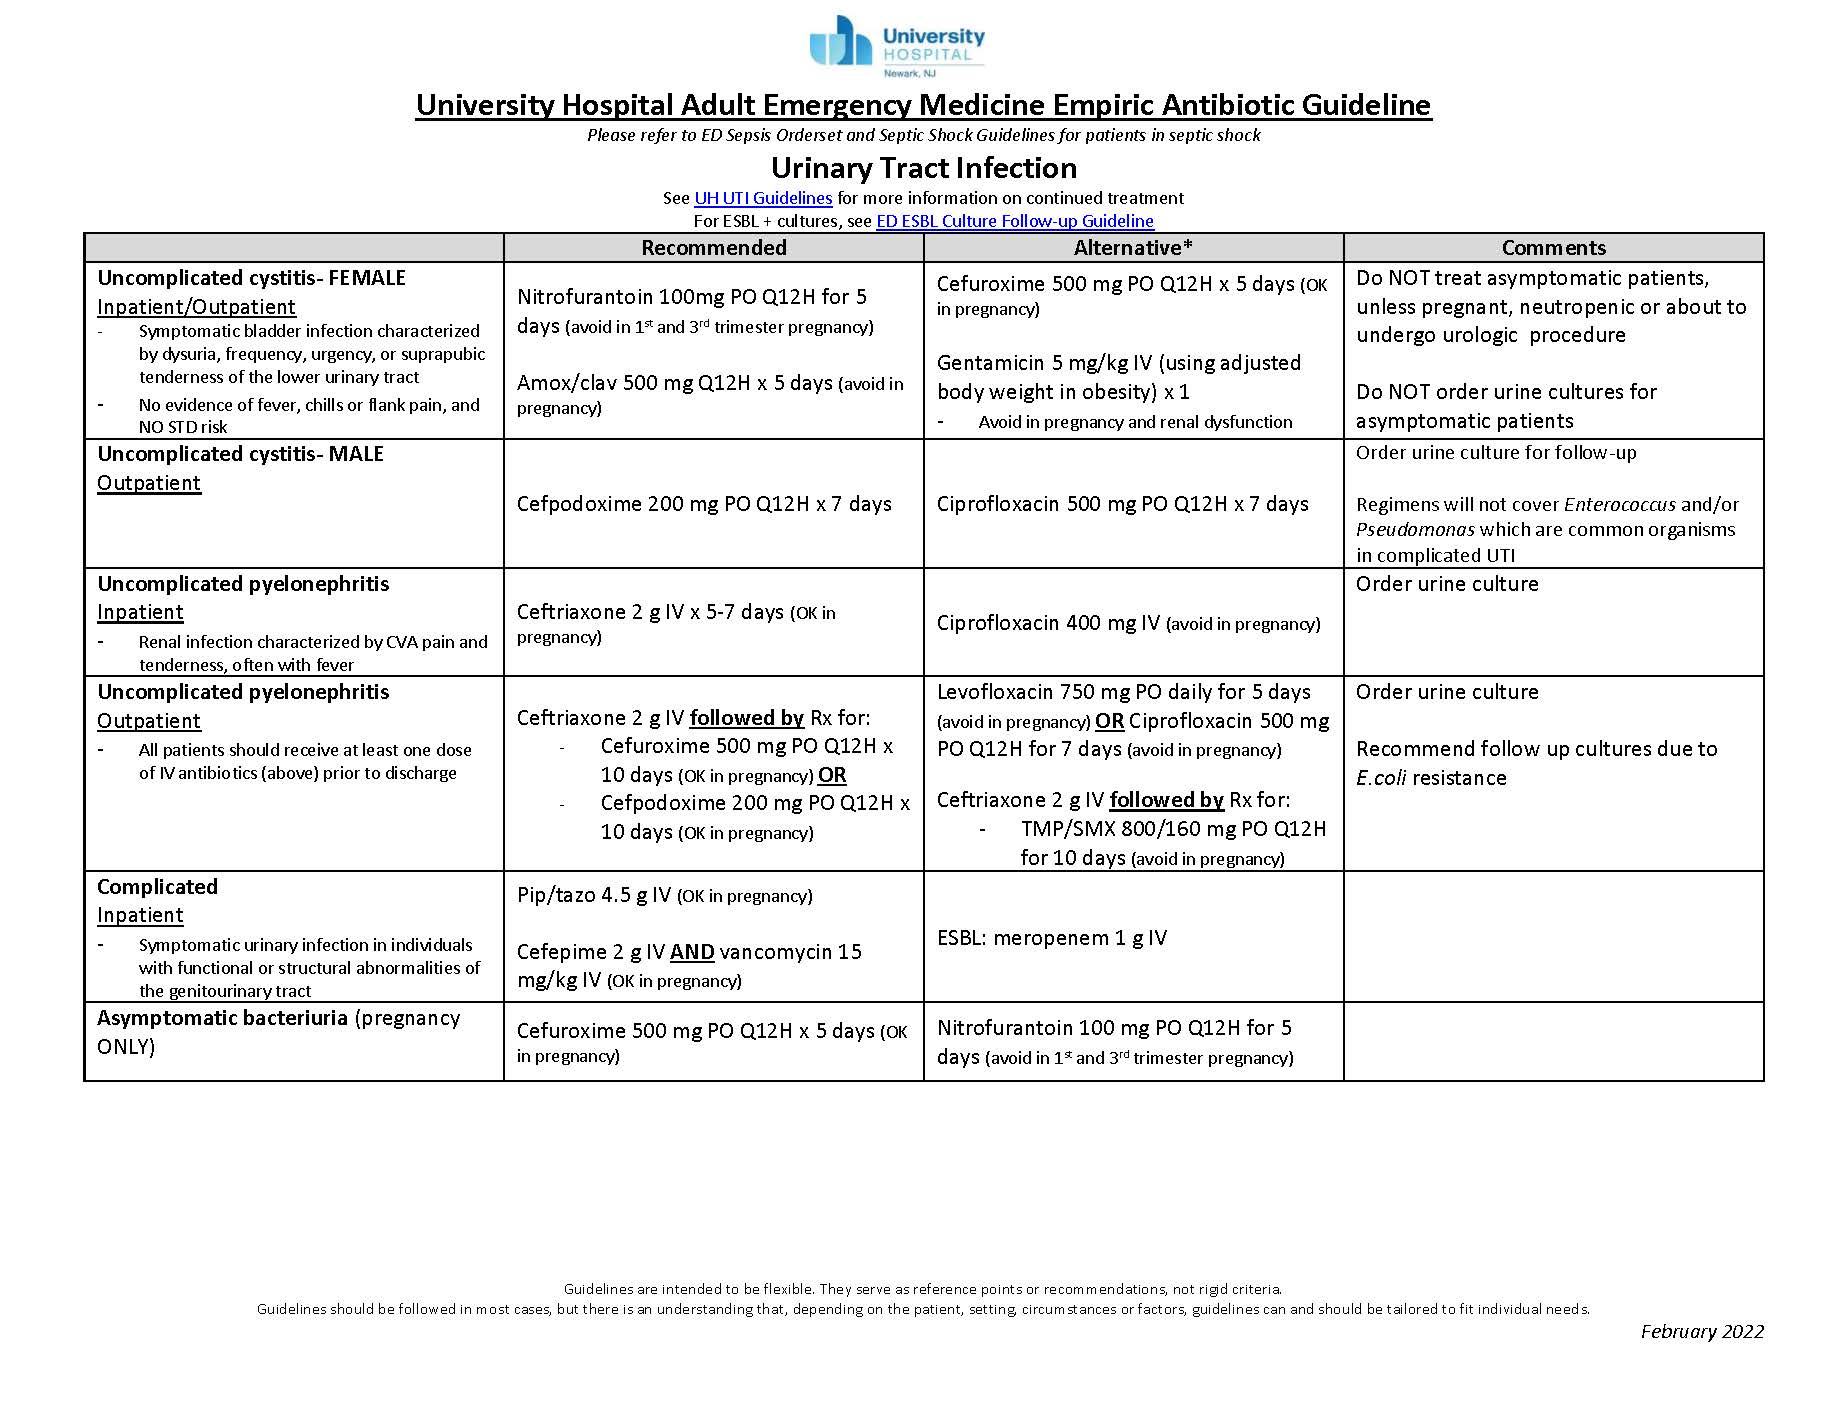 University
HOSPITAL
Newark, NJ
University Hospital Adult Emergency Medicine Empiric Antibiotic Guideline
Please refer to ED Sepsis Orderset and Septic Shock Guidelines for patients in septic shock
Urinary Tract Infection
See UH UTI Guidelines for more information on continued treatment
For ESBL + cultures, see ED ESBL Culture Follow-up Guideline
Recommended
Alternative*
Comments
Uncomplicated cystitis- FEMALE
Inpatient/Outpatient
- Symptomatic bladder infection characterized
by dysuria, frequency, urgency, or suprapubic
tenderness of the lower urinary tract
- No evidence of fever, chills or flank pain, and
NO STD risk
Nitrofurantoin 100mg PO Q12H for 5
days (avoid in 1st and 3rd trimester pregnancy)
Amox/clav 500 mg Q12H x 5 days (avoid in
pregnancy)
Cefuroxime 500 mg PO Q12H x 5 days (OK
in pregnancy)
Gentamicin 5 mg/kg IV (using adjusted
body weight in obesity) x 1
- Avoid in pregnancy and renal dysfunction
Do NOT treat asymptomatic patients,
unless pregnant, neutropenic or about to
undergo urologic procedure
Do NOT order urine cultures for
asymptomatic patients
Uncomplicated cystitis- MALE
Outpatient
Cefpodoxime 200 mg PO Q12H x 7 days
Ciprofloxacin 500 mg PO Q12H x 7 days
Order urine culture for follow-up
Regimens will not cover Enterococcus and/or
Pseudomonas which are common organisms
in complicated UTI
Uncomplicated pyelonephritis
Inpatient
- Renal infection characterized by CVA pain and
tenderness, often with fever
Ceftriaxone 2 g IV x 5-7 days (OK in
pregnancy)
Ciprofloxacin 400 mg IV (avoid in pregnancy)
Order urine culture
Uncomplicated pyelonephritis
Outpatient
- All patients should receive at least one dose
of IV antibiotics (above) prior to discharge
Ceftriaxone 2 g IV followed by Rx for:
- Cefuroxime 500 mg PO Q12H x
10 days (OK in pregnancy) OR
- Cefpodoxime 200 mg PO Q12H x
10 days (OK in pregnancy)
Levofloxacin 750 mg PO daily for 5 days
(avoid in pregnancy) OR Ciprofloxacin 500 mg
PO Q12H for 7 days (avoid in pregnancy)
Ceftriaxone 2 g IV followed by Rx for:
- TMP/SMX 800/160 mg PO Q12H
for 10 days (avoid in pregnancy)
Order urine culture
Recommend follow up cultures due to
E.coli resistance
Complicated
Inpatient
- Symptomatic urinary infection in individuals
with functional or structural abnormalities of
the genitourinary tract
Pip/tazo 4.5 g IV (OK in pregnancy)
Cefepime 2 g IV AND vancomycin 15
mg/kg IV (OK in pregnancy)
ESBL: meropenem 1 g IV
Asymptomatic bacteriuria (pregnancy
ONLY)
Cefuroxime 500 mg PO Q12H x 5 days (OK
in pregnancy)
Nitrofurantoin 100 mg PO Q12H for 5
days (avoid in 1st and 3rd trimester pregnancy)
Guidelines are intended to be flexible. They serve as reference points or recommendations, not rigid criteria.
Guidelines should be followed in most cases, but there is an understanding that, depending on the patient, setting, circumstances or factors, guidelines can and should be tailored to fit individual needs.
February 2022